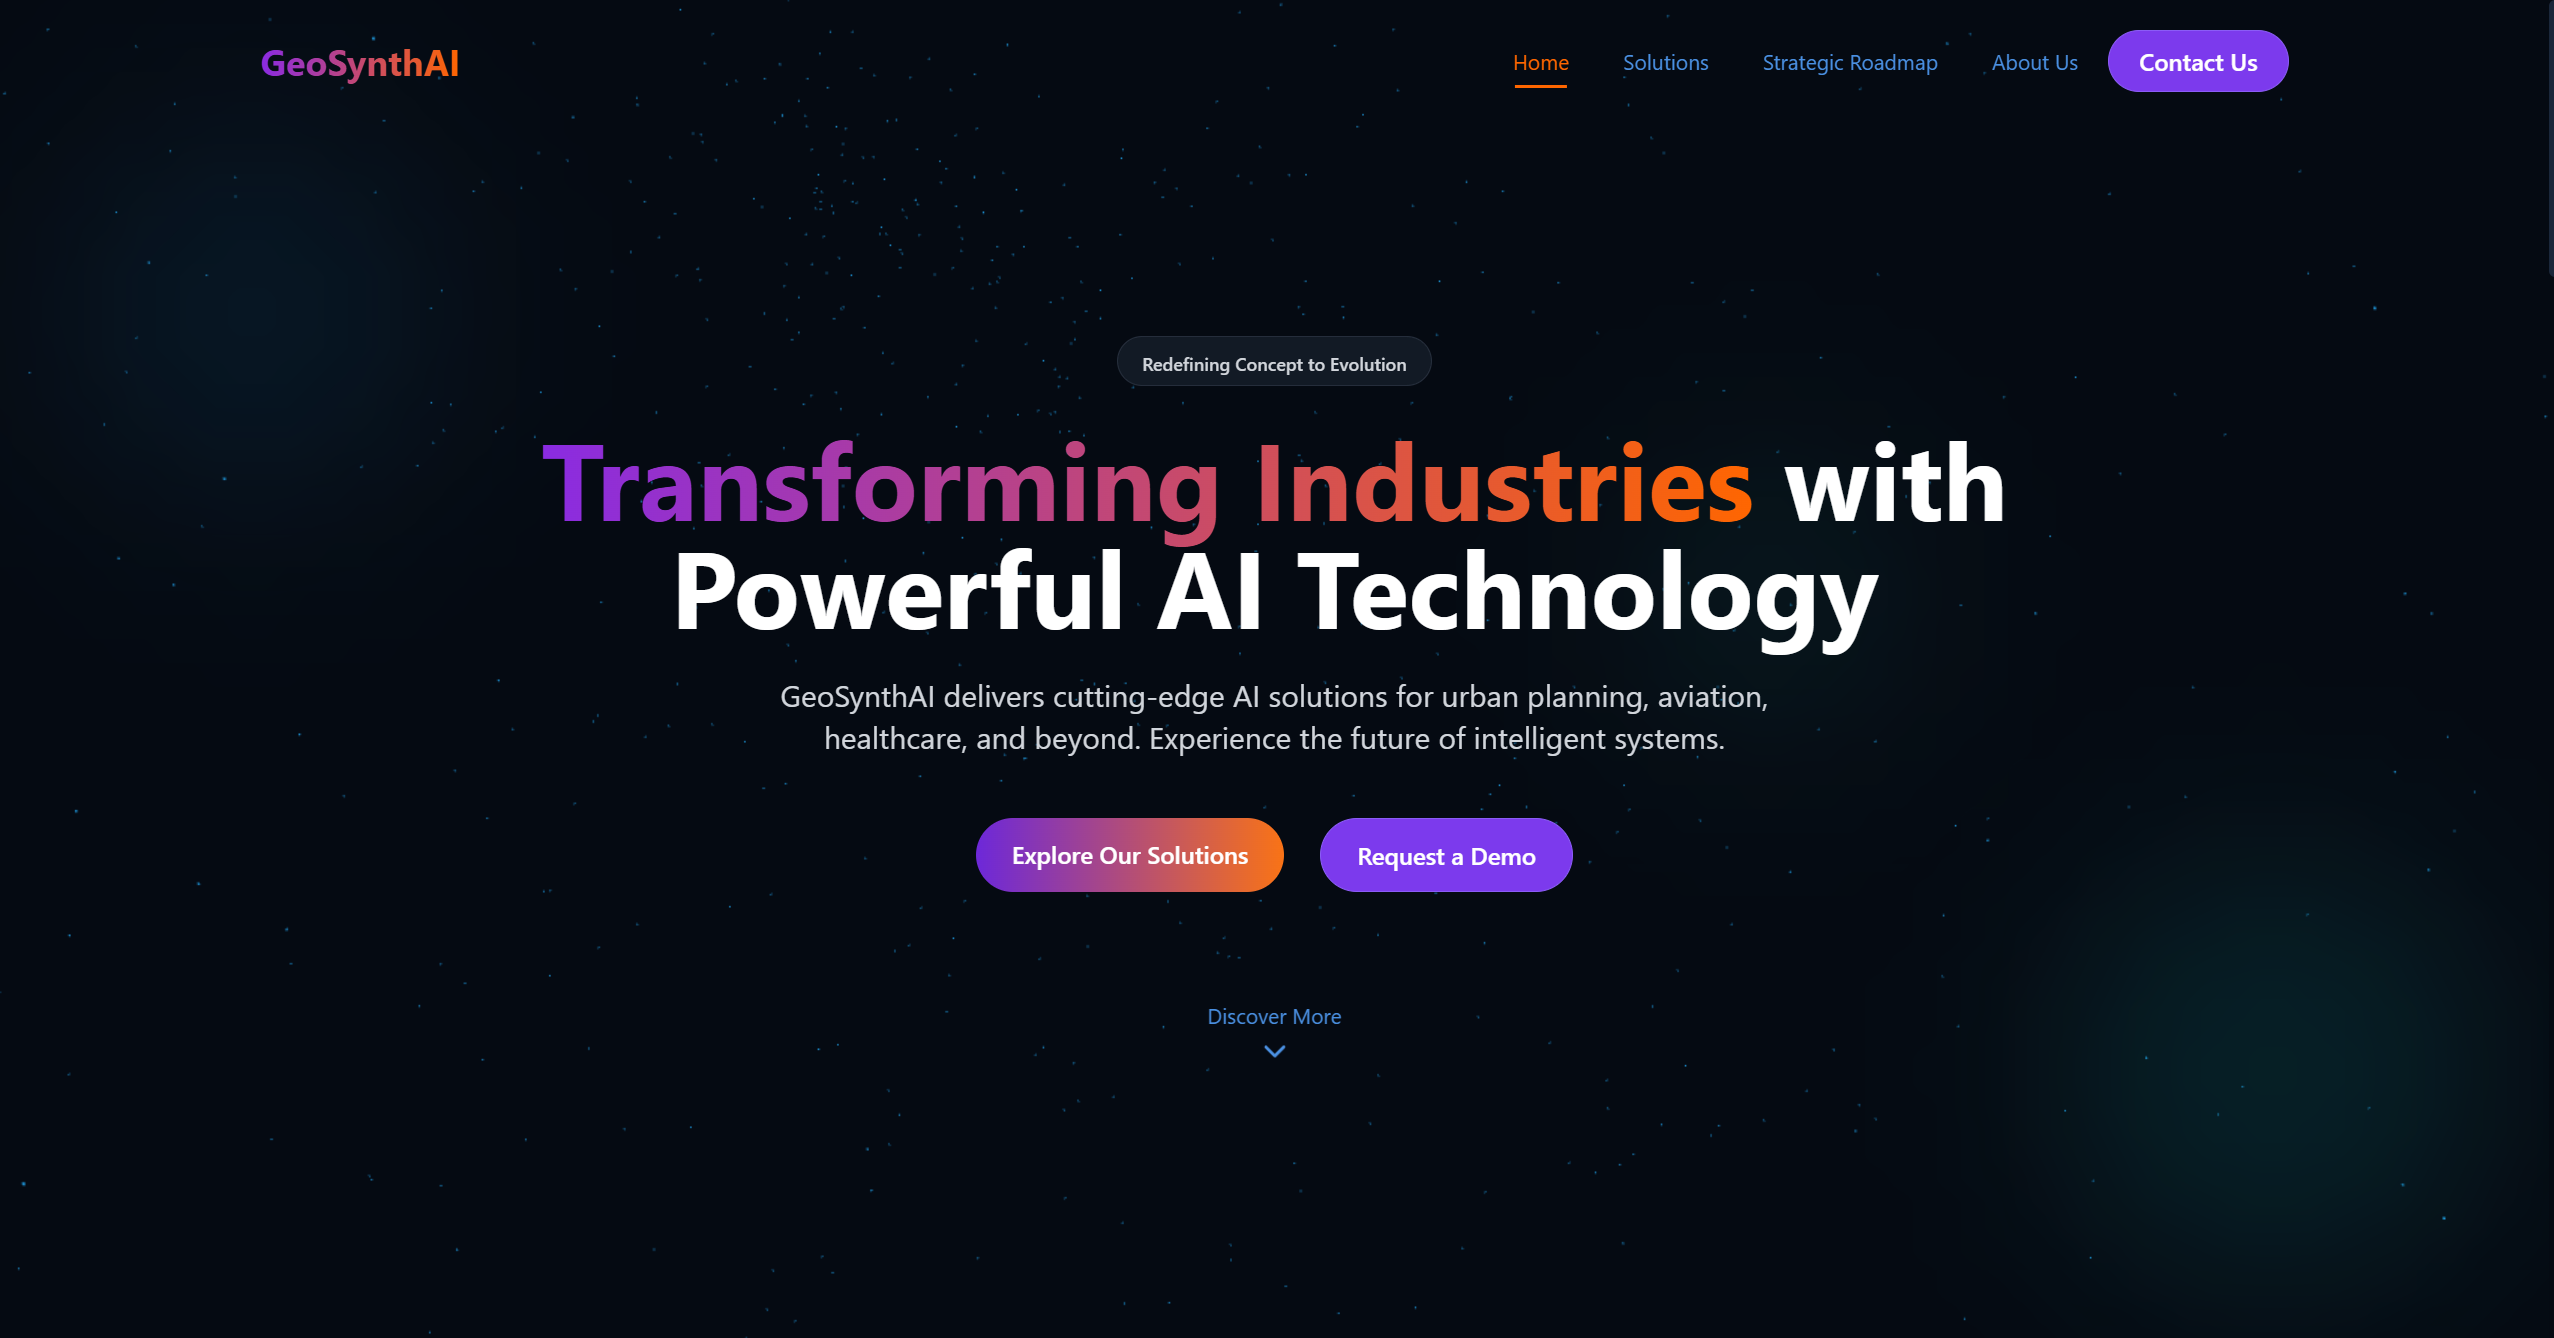 GeoSynthAI
Home
Solutions
Strategic Roadmap
About Us
Contact Us
Redefining Concept to Evolution
Transforming Industries with
Powerful AI Technology
GeoSynthAI delivers cutting-edge AI solutions for urban planning, aviation,
healthcare, and beyond. Experience the future of intelligent systems.
Explore Our Solutions
Request a Demo
Discover More